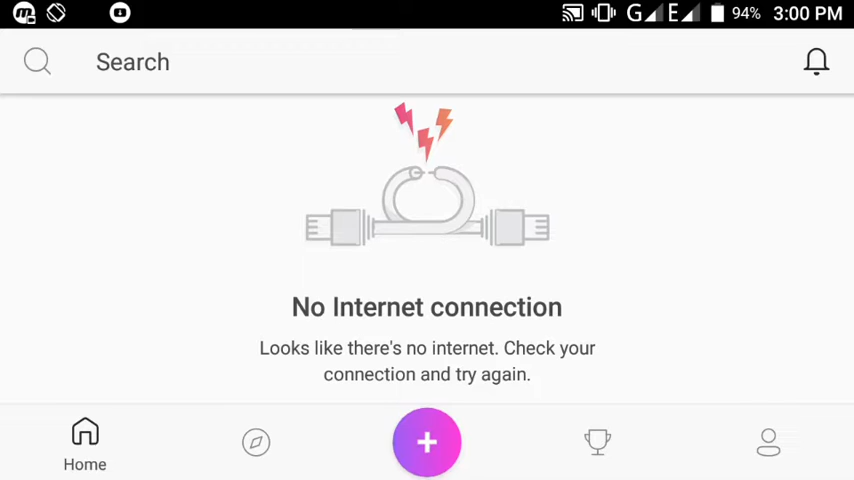 G E 94% 3:00 PM
Search
No Internet connection
Looks like there's no internet. Check your
connection and try again.
Home